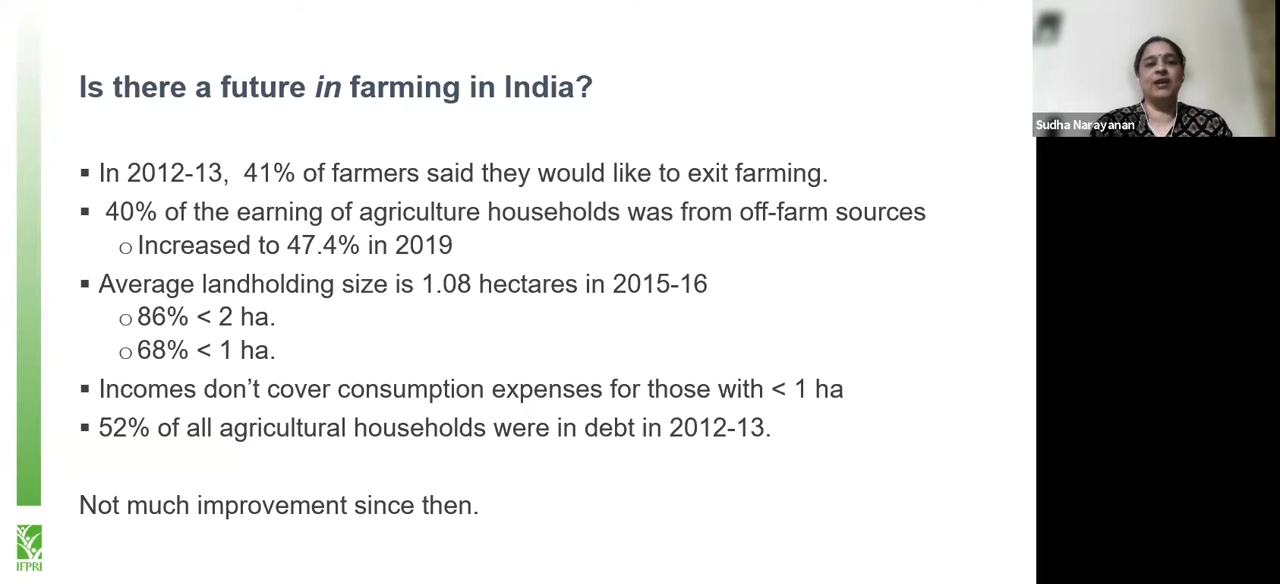 Is there a future in farming in India?
▪ In 2012-13,  41% of farmers said they would like to exit farming.
▪ 40% of the earning of agriculture households was from off-farm sources
o Increased to 47.4% in 2019
▪ Average landholding size is 1.08 hectares in 2015-16
o 86% < 2 ha.
o 68% < 1 ha.
▪ Incomes don’t cover consumption expenses for those with < 1 ha
▪ 52% of all agricultural households were in debt in 2012-13.
Not much improvement since then.
IFPRI
Sudha Narayanan